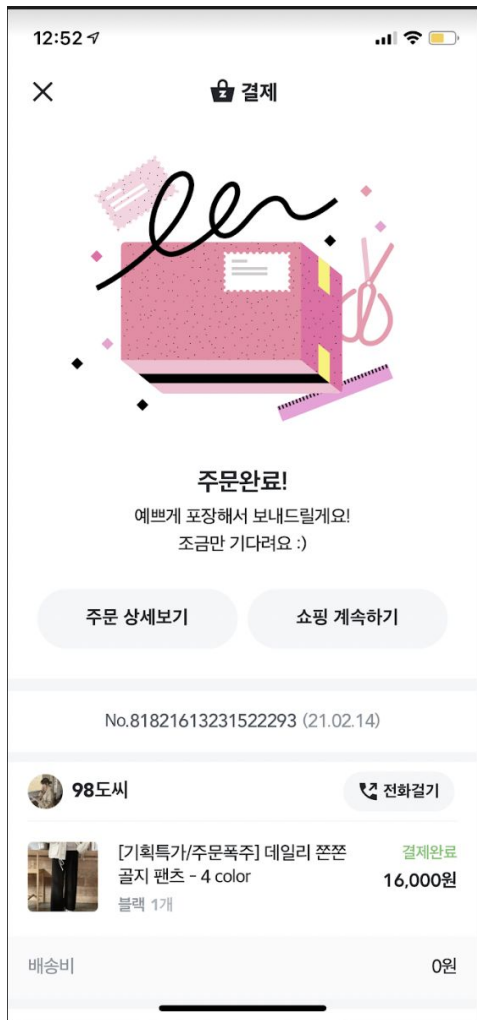 12:52
결제
주문완료!
예쁘게 포장해서 보내드릴게요!
조금만 기다려요 :)
주문 상세보기
쇼핑 계속하기
No.81821613231522293 (21.02.14)
98도씨
전화걸기
[기획특가/주문폭주] 데일리 쫀쫀
결제완료
골지 팬츠 - 4 color
16,000원
블랙 1개
배송비
0원